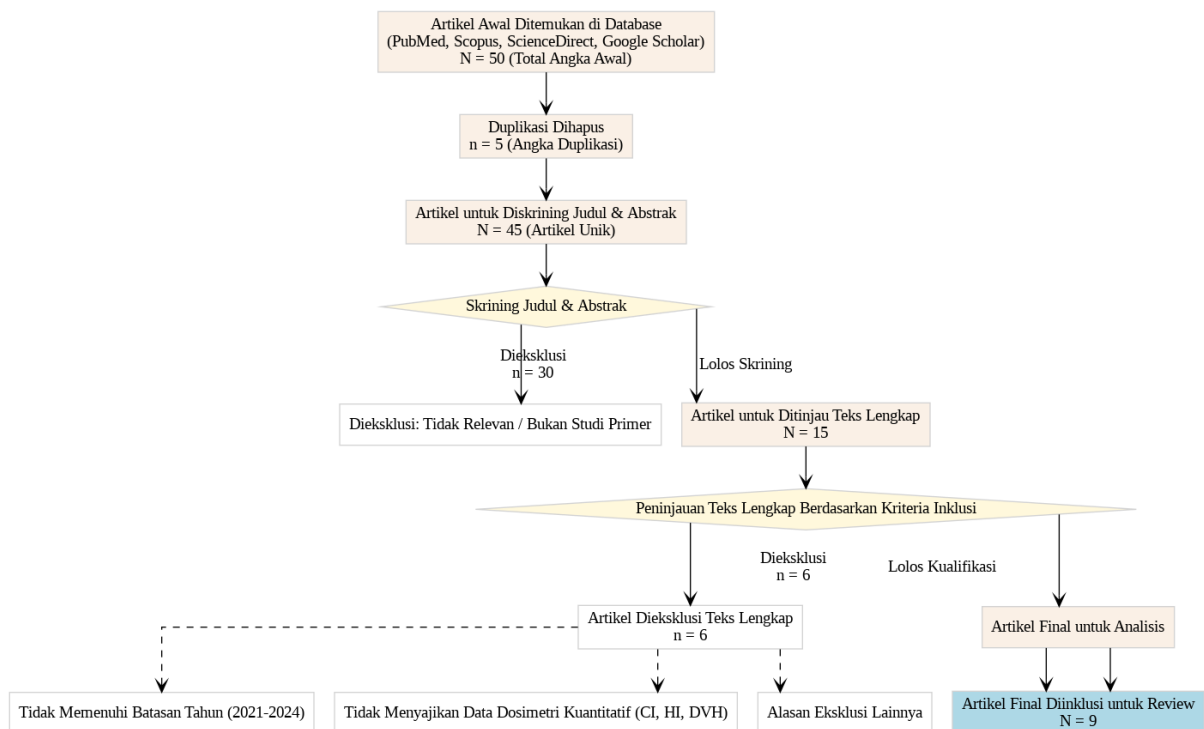 Artikel Awal Ditemukan di Database
(PubMed, Scopus, ScienceDirect, Google Scholar)
N = 50 (Total Angka Awal)
Duplikasi Dihapus
n = 5 (Angka Duplikasi)
Artikel untuk Diskrining Judul & Abstrak
N = 45 (Artikel Unik)
Skrining Judul & Abstrak
Dieksklusi
n = 30
Lolos Skrining
Dieksklusi: Tidak Relevan / Bukan Studi Primer
Artikel untuk Ditinjau Teks Lengkap
N = 15
Peninjauan Teks Lengkap Berdasarkan Kriteria Inklusi
Dieksklusi
n = 6
Lolos Kualifikasi
Artikel Dieksklusi Teks Lengkap
n = 6
Artikel Final untuk Analisis
Tidak Memenuhi Batasan Tahun (2021-2024)
Tidak Menyajikan Data Dosimetri Kuantitatif (CI, HI, DVH)
Alasan Eksklusi Lainnya
Artikel Final Diinklusi untuk Review
N = 9